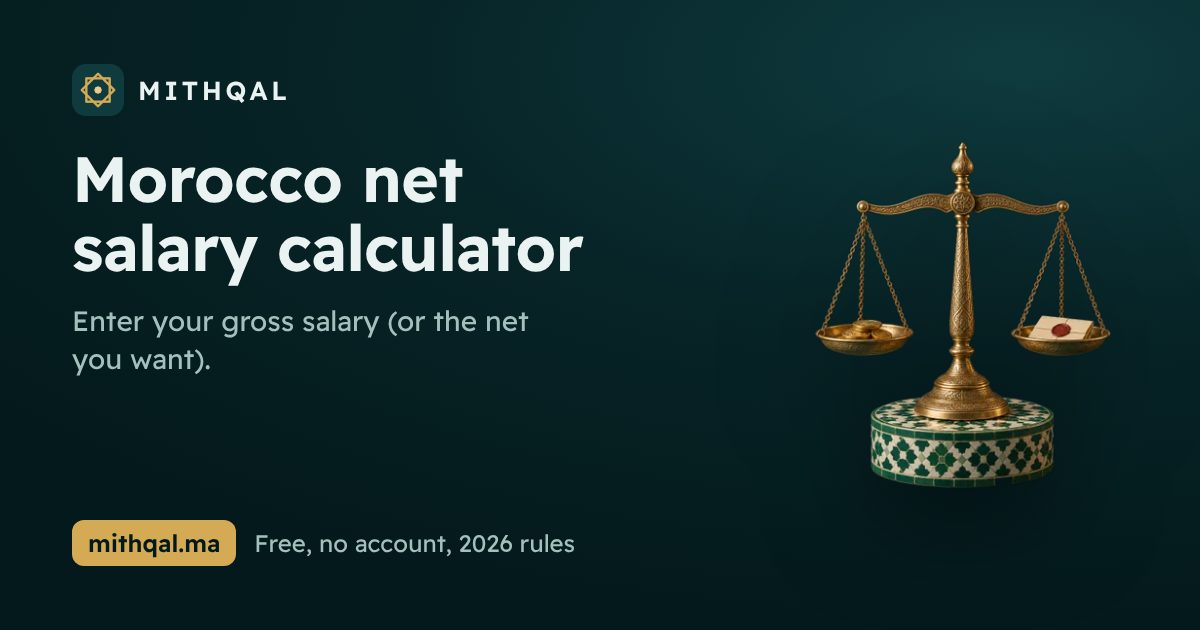 MITHQAL
Morocco net
salary calculator
Enter your gross salary (or the net
you want).
mithqal.ma
Free, no account, 2026 rules